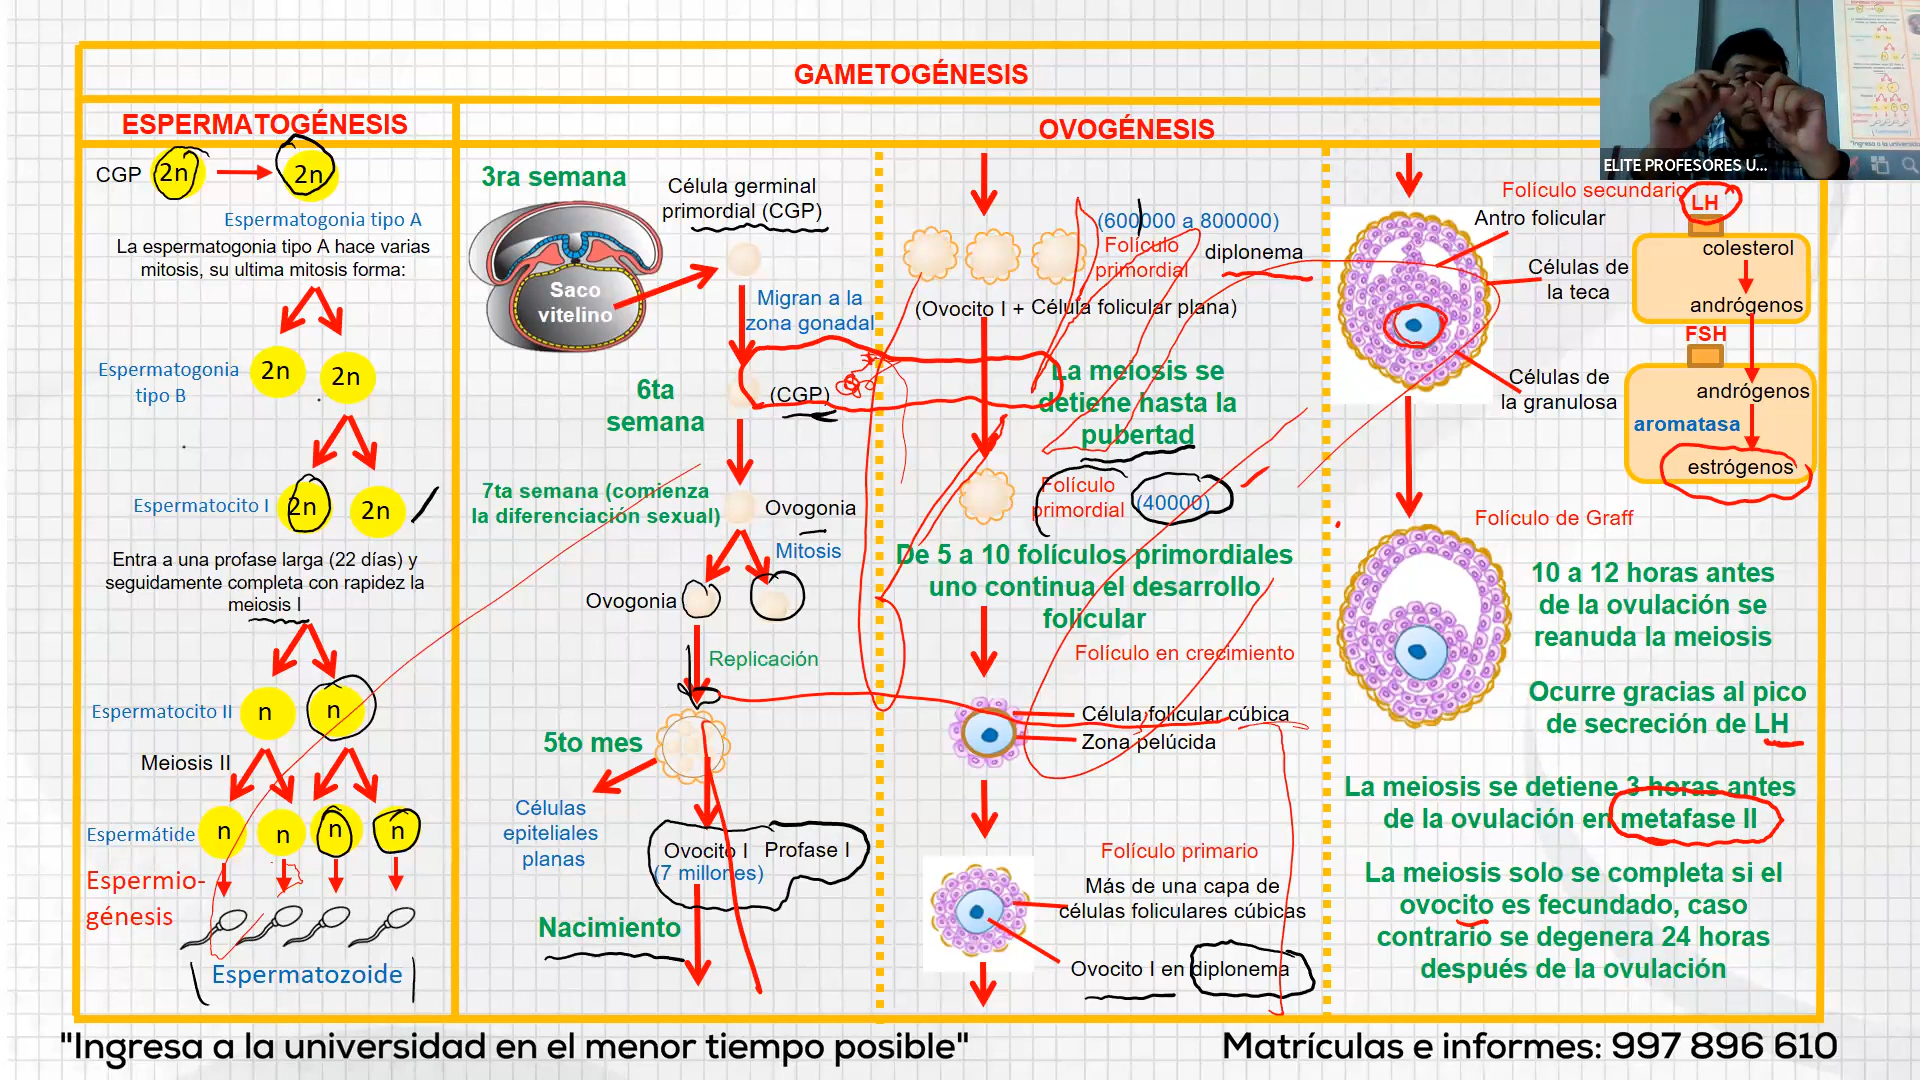 GAMETOGÉNESIS
ESPERMATOGÉNESIS
CGP
2n
2n
Espermatogonia tipo A
La espermatogonia tipo A hace varias
mitosis, su ultima mitosis forma:
Espermatogonia
tipo B
2n
2n
Espermatocito I
2n
2n
Entra a una profase larga (22 días) y
seguidamente completa con rapidez la
meiosis I
Espermatocito II
n
n
Meiosis II
Espermátide
n
n
n
n
Espermio-
génesis
Espermatozoide
OVOGÉNESIS
3ra semana
Célula germinal
primordial (CGP)
Saco
vitelino
Migran a la
zona gonadal
6ta
semana
(CGP)
7ta semana (comienza
la diferenciación sexual)
Ovogonia
Mitosis
Ovogonia
Replicación
5to mes
Células
epiteliales
planas
Ovocito I Profase I
(7 millones)
Nacimiento
(600000 a 800000)
Folículo
primordial
diplonema
(Ovocito I + Célula folicular plana)
La meiosis se
detiene hasta la
pubertad
Folículo
primordial
(40000)
De 5 a 10 folículos primordiales
uno continua el desarrollo
folicular
Folículo en crecimiento
Célula folicular cúbica
Zona pelúcida
Folículo primario
Más de una capa de
células foliculares cúbicas
Ovocito I en diplonema
Folículo secundario
Antro folicular
Células de
la teca
Células de
la granulosa
LH
colesterol
andrógenos
FSH
andrógenos
aromatasa
estrógenos
Folículo de Graff
10 a 12 horas antes
de la ovulación se
reanuda la meiosis
Ocurre gracias al pico
de secreción de LH
La meiosis se detiene 3 horas antes
de la ovulación en metafase II
La meiosis solo se completa si el
ovocito es fecundado, caso
contrario se degenera 24 horas
después de la ovulación
ELITE PROFESORES U...
"Ingresa a la universidad en el menor tiempo posible"
Matrículas e informes: 997 896 610